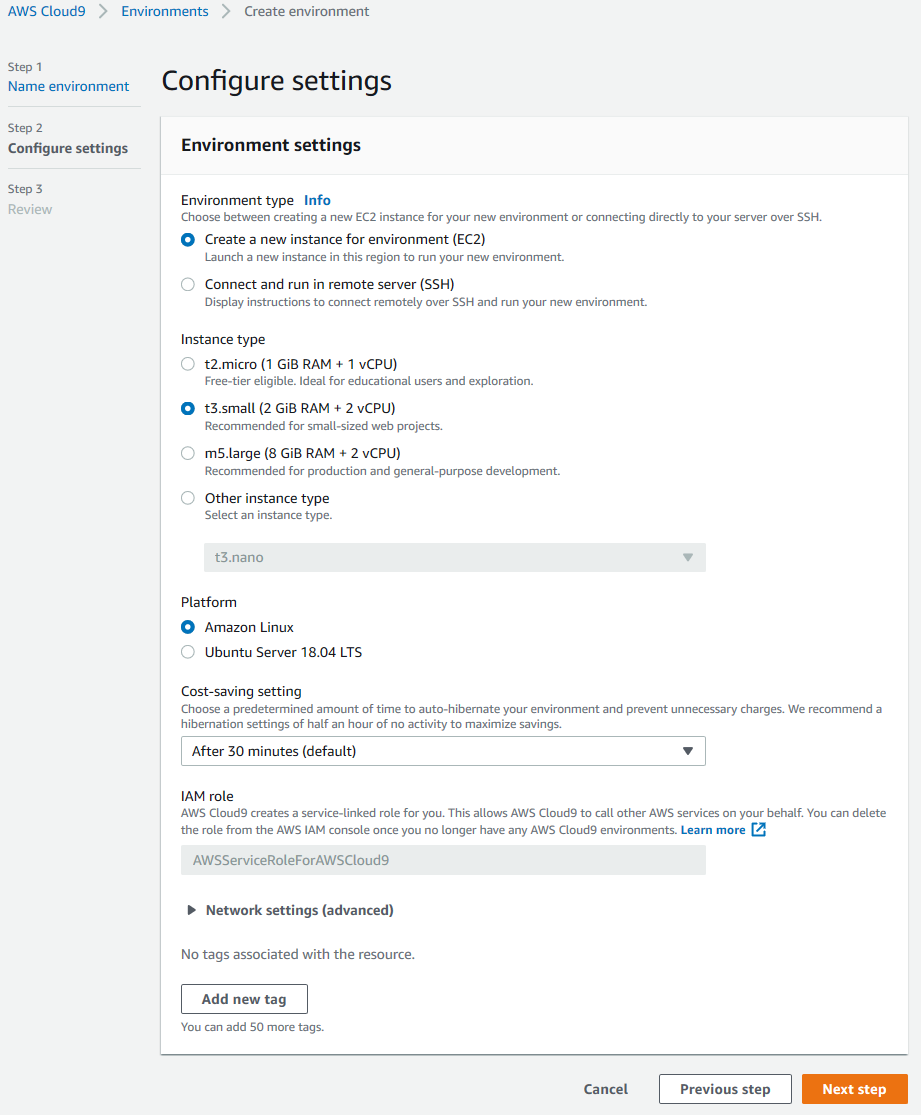 AWS Cloud9 > Environments > Create environment
Step 1
Name environment
Step 2
Configure settings
Step 3
Review
Configure settings
Environment settings
Environment type Info
Choose between creating a new EC2 instance for your new environment or connecting directly to your server over SSH.
Create a new instance for environment (EC2)
Launch a new instance in this region to run your new environment.
Connect and run in remote server (SSH)
Display instructions to connect remotely over SSH and run your new environment.
Instance type
t2.micro (1 GiB RAM + 1 vCPU)
Free-tier eligible. Ideal for educational users and exploration.
t3.small (2 GiB RAM + 2 vCPU)
Recommended for small-sized web projects.
m5.large (8 GiB RAM + 2 vCPU)
Recommended for production and general-purpose development.
Other instance type
Select an instance type.
t3.nano
Platform
Amazon Linux
Ubuntu Server 18.04 LTS
Cost-saving setting
Choose a predetermined amount of time to auto-hibernate your environment and prevent unnecessary charges. We recommend a
hibernation settings of half an hour of no activity to maximize savings.
After 30 minutes (default)
IAM role
AWS Cloud9 creates a service-linked role for you. This allows AWS Cloud9 to call other AWS services on your behalf. You can delete
the role from the AWS IAM console once you no longer have any AWS Cloud9 environments. Learn more
AWSServiceRoleForAWSCloud9
Network settings (advanced)
No tags associated with the resource.
Add new tag
You can add 50 more tags.
Cancel Previous step Next step